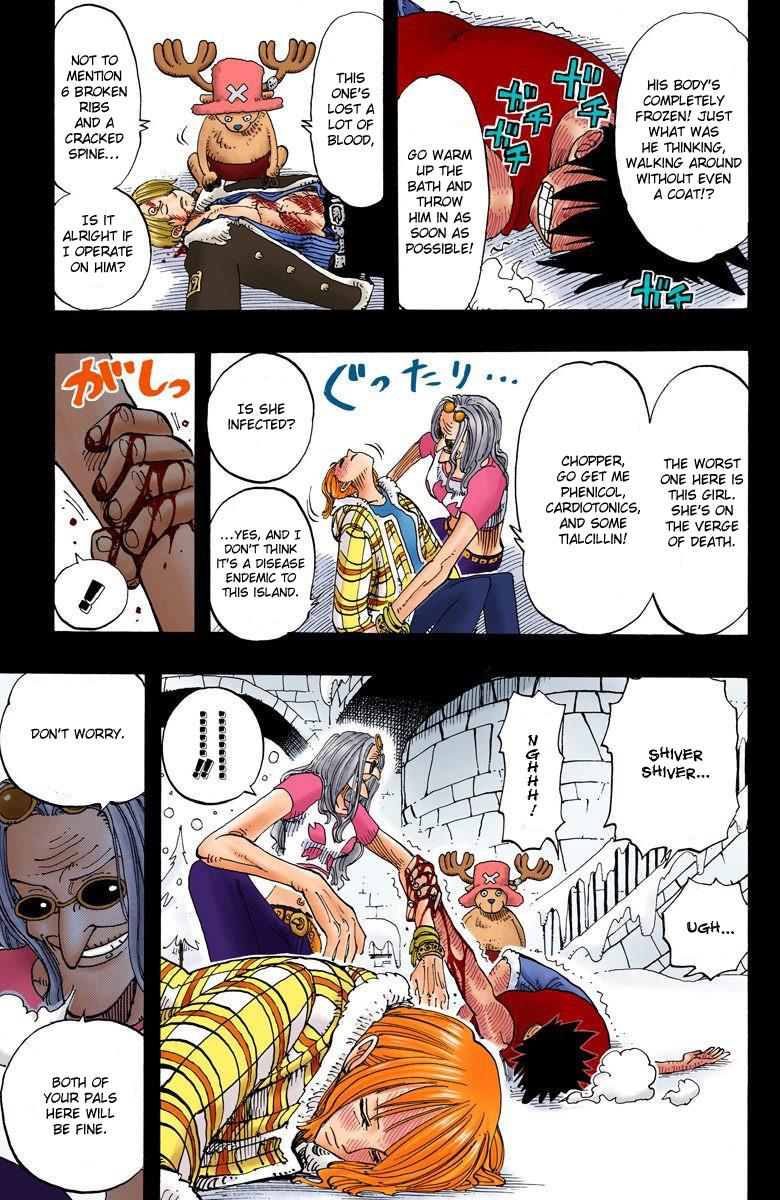 HIS BODY'S
COMPLETELY
FROZEN! JUST
WHAT WAS
HE THINKING,
WALKING AROUND
WITHOUT EVEN
A COAT!?
GO WARM
UP THE
BATH AND
THROW
HIM IN AS
SOON AS
POSSIBLE!
ガチ
ガチ
ガチ
ガチ
THIS
ONE'S LOST
A LOT OF
BLOOD,
NOT TO
MENTION
6 BROKEN
RIBS
AND A
CRACKED
SPINE...
IS IT
ALRIGHT IF
I OPERATE
ON HIM?
THE WORST
ONE HERE IS
THIS GIRL.
SHE'S ON
THE VERGE
OF DEATH.
CHOPPER,
GO GET ME
PHENICOL,
CARDIOTONICS,
AND SOME
TIALCILLIN!
ぐったり...
IS SHE
INFECTED?
...YES, AND I
DON'T THINK
IT'S A DISEASE
ENDEMIC TO
THIS ISLAND.
がしっ
!
SHIVER
SHIVER...
NGHHH!
UGH...
!!
DON'T WORRY.
BOTH OF
YOUR PALS
HERE WILL
BE FINE.